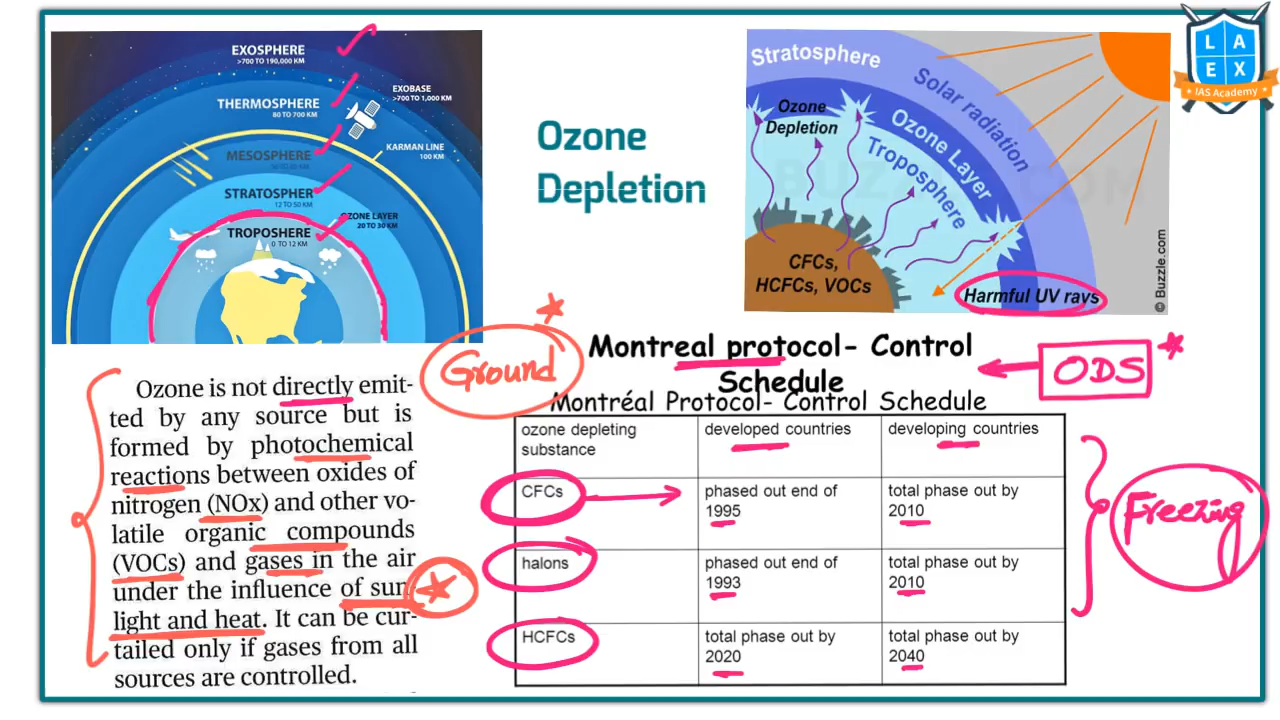 EXOSPHERE
>700 TO 190,000 KM
THERMOSPHERE
80 TO 700 KM
EXOBASE
>700 TO 1,000 KM
MESOSPHERE
KARMAN LINE
100 KM
STRATOSPHER
12 TO 50 KM
OZONE LAYER
20 TO 30 KM
TROPOSHERE
0 TO 12 KM
Ozone
Depletion
Stratosphere
Solar radiation
Ozone
Depletion
Ozone Layer
Troposphere
CFCs,
HCFCs, VOCs
Harmful UV rays
© Buzzle.com
L A
E X
IAS Academy
Ground
Ozone is not directly emit-
ted by any source but is
formed by photochemical
reactions between oxides of
nitrogen (NOx) and other vo-
latile organic compounds
(VOCs) and gases in the air
under the influence of sun-
light and heat. It can be cur-
tailed only if gases from all
sources are controlled.
Montreal protocol- Control
Schedule
ODS
Montréal Protocol- Control Schedule
ozone depleting
substance
developed countries
developing countries
CFCs
phased out end of
1995
total phase out by
2010
halons
phased out end of
1993
total phase out by
2010
HCFCs
total phase out by
2020
total phase out by
2040
Freezing